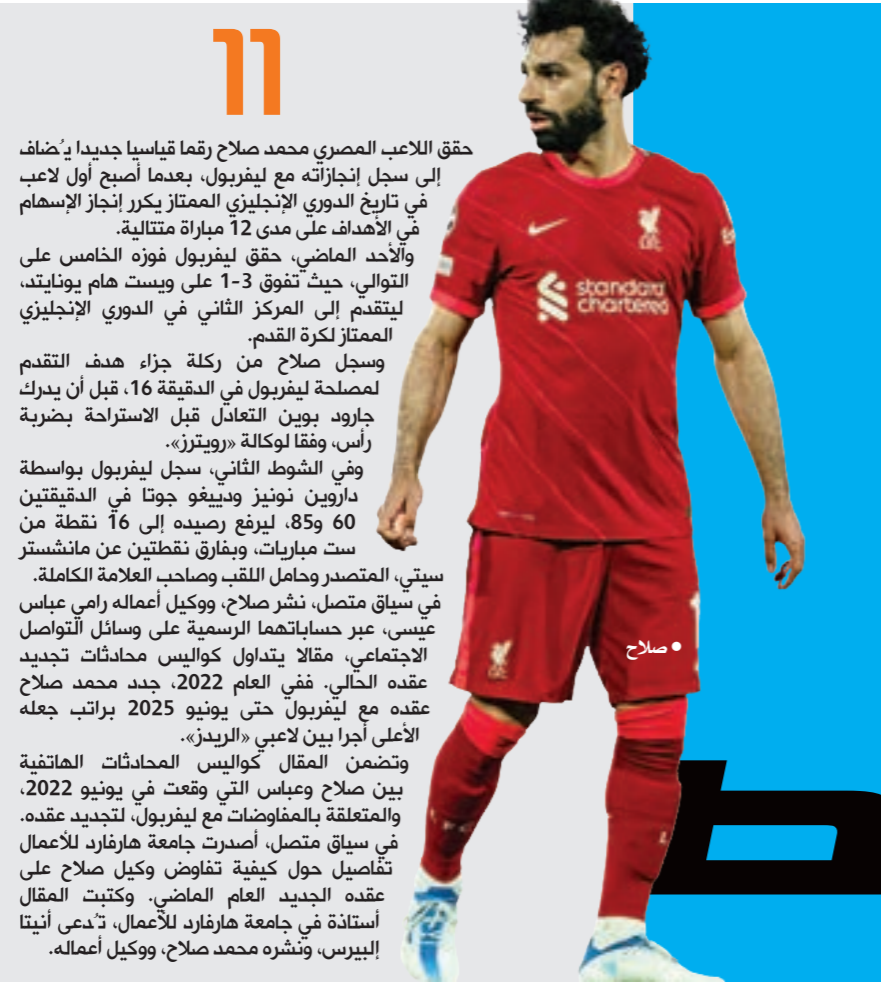 11
حقق اللاعب المصري محمد صلاح رقما قياسيا جديدا يُضاف
إلى سجل إنجازاته مع ليفربول، بعدما أصبح أول لاعب
في تاريخ الدوري الإنجليزي الممتاز يكرر إنجاز الإسهام
في الأهداف على مدى 12 مباراة متتالية.
والأحد الماضي، حقق ليفربول فوزه الخامس على
التوالي، حيث تفوق 3-1 على ويست هام يونايتد،
ليتقدم إلى المركز الثاني في الدوري الإنجليزي
الممتاز لكرة القدم.
وسجل صلاح من ركلة جزاء هدف التقدم
لمصلحة ليفربول في الدقيقة 16، قبل أن يدرك
جارود بوين التعادل قبل الاستراحة بضربة
رأس، وفقا لوكالة «رويترز».
وفي الشوط الثاني، سجل ليفربول بواسطة
داروين نونيز ودييغو جوتا في الدقيقتين
60 و85، ليرفع رصيده إلى 16 نقطة من
ست مباريات، وبفارق نقطتين عن مانشستر
سيتي، المتصدر وحامل اللقب وصاحب العلامة الكاملة.
في سياق متصل، نشر صلاح، ووكيل أعماله رامي عباس
عيسى، عبر حساباتهما الرسمية على وسائل التواصل
الاجتماعي، مقالا يتداول كواليس محادثات تجديد
عقده الحالي. ففي العام 2022، جدد محمد صلاح
عقده مع ليفربول حتى يونيو 2025 براتب جعله
الأعلى أجرا بين لاعبي «الريدز».
وتضمن المقال كواليس المحادثات الهاتفية
بين صلاح وعباس التي وقعت في يونيو 2022،
والمتعلقة بالمفاوضات مع ليفربول، لتجديد عقده.
في سياق متصل، أصدرت جامعة هارفارد للأعمال
تفاصيل حول كيفية تفاوض وكيل صلاح على
عقده الجديد العام الماضي. وكتبت المقال
أستاذة في جامعة هارفارد للأعمال، تُدعى أنيتا
إلبيرس، ونشره محمد صلاح، ووكيل أعماله.
standard
chartered
• صلاح